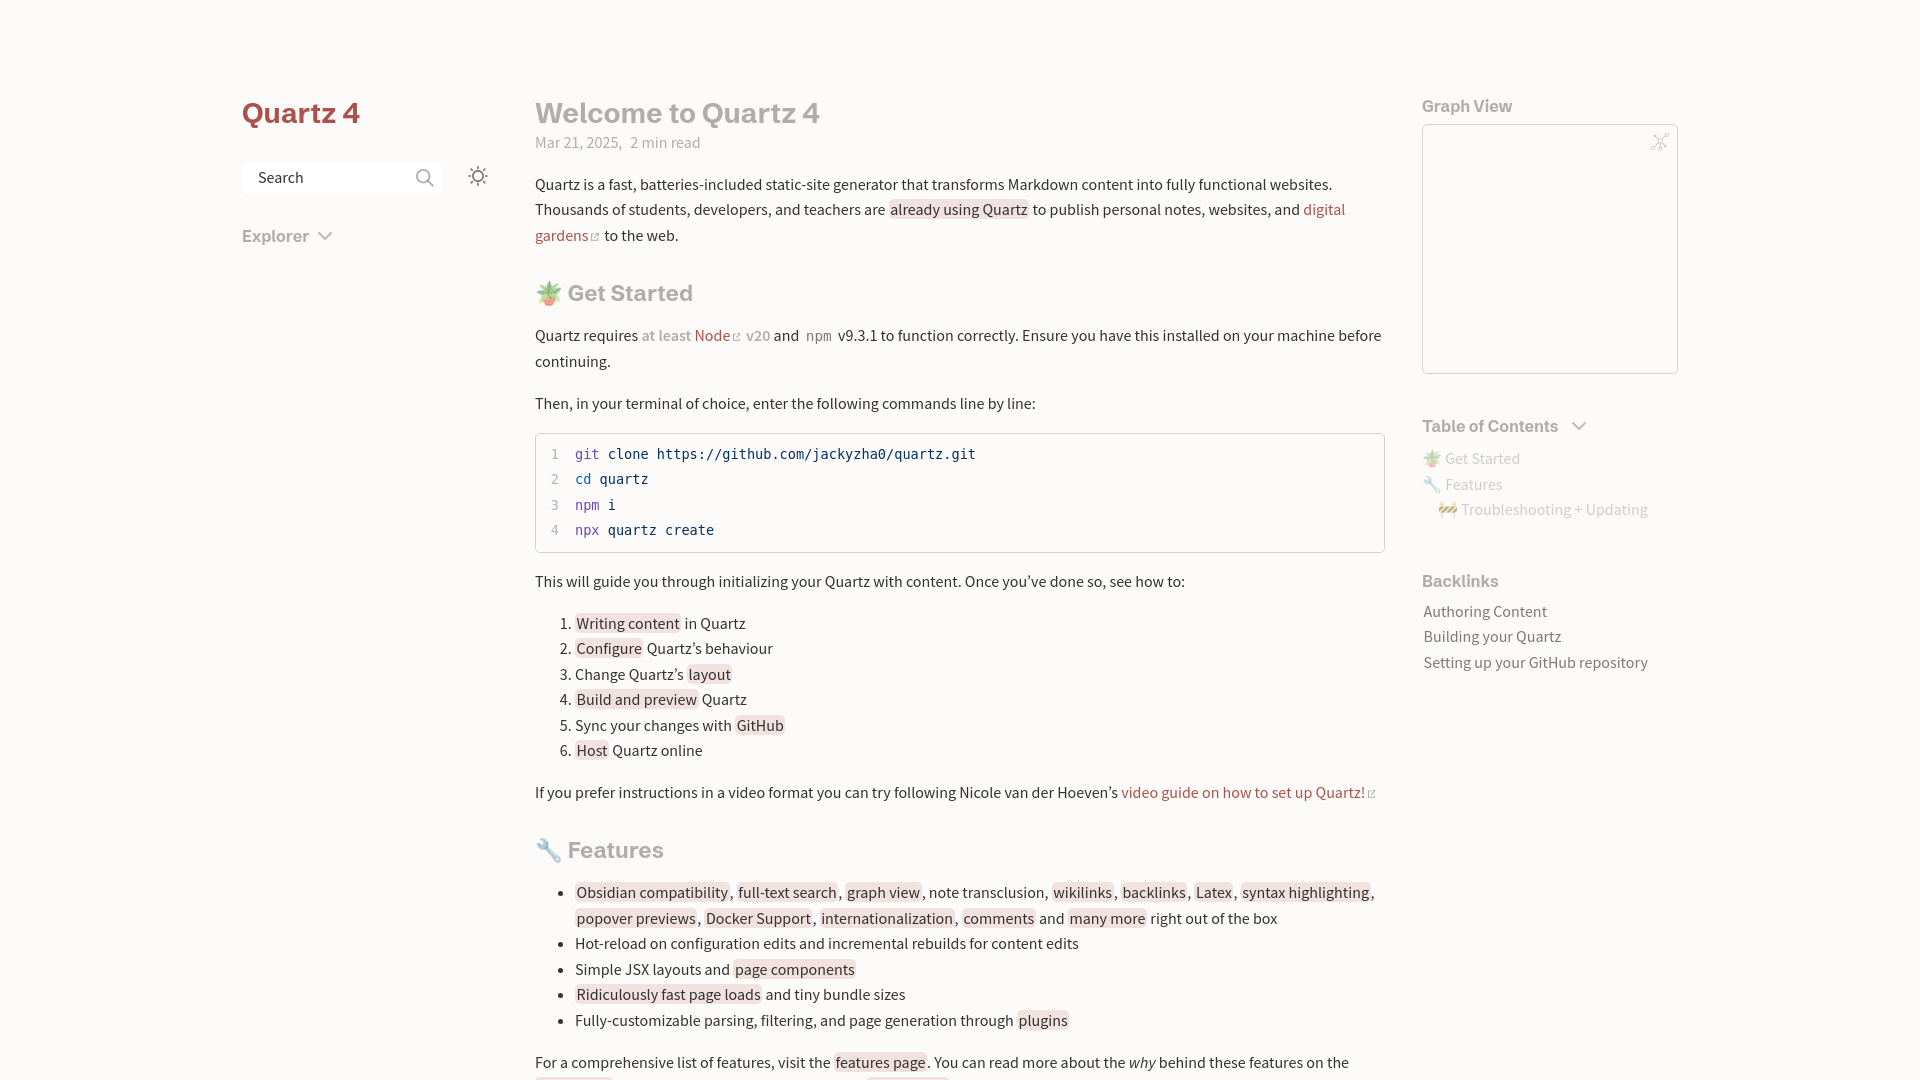 Quartz 4
Search
Explorer
Welcome to Quartz 4
Mar 21, 2025, 2 min read
Quartz is a fast, batteries-included static-site generator that transforms Markdown content into fully functional websites.
Thousands of students, developers, and teachers are already using Quartz to publish personal notes, websites, and digital
gardens to the web.
🪴 Get Started
Quartz requires at least Node v20 and npm v9.3.1 to function correctly. Ensure you have this installed on your machine before
continuing.
Then, in your terminal of choice, enter the following commands line by line:
1 git clone https://github.com/jackyzha0/quartz.git
2 cd quartz
3 npm i
4 npx quartz create
This will guide you through initializing your Quartz with content. Once you’ve done so, see how to:
1. Writing content in Quartz
2. Configure Quartz’s behaviour
3. Change Quartz’s layout
4. Build and preview Quartz
5. Sync your changes with GitHub
6. Host Quartz online
If you prefer instructions in a video format you can try following Nicole van der Hoeven’s video guide on how to set up Quartz!
🔧 Features
• Obsidian compatibility, full-text search, graph view, note transclusion, wikilinks, backlinks, Latex, syntax highlighting,
popover previews, Docker Support, internationalization, comments and many more right out of the box
• Hot-reload on configuration edits and incremental rebuilds for content edits
• Simple JSX layouts and page components
• Ridiculously fast page loads and tiny bundle sizes
• Fully-customizable parsing, filtering, and page generation through plugins
For a comprehensive list of features, visit the features page. You can read more about the why behind these features on the
Graph View
Table of Contents
🪴 Get Started
🔧 Features
🚧 Troubleshooting + Updating
Backlinks
Authoring Content
Building your Quartz
Setting up your GitHub repository